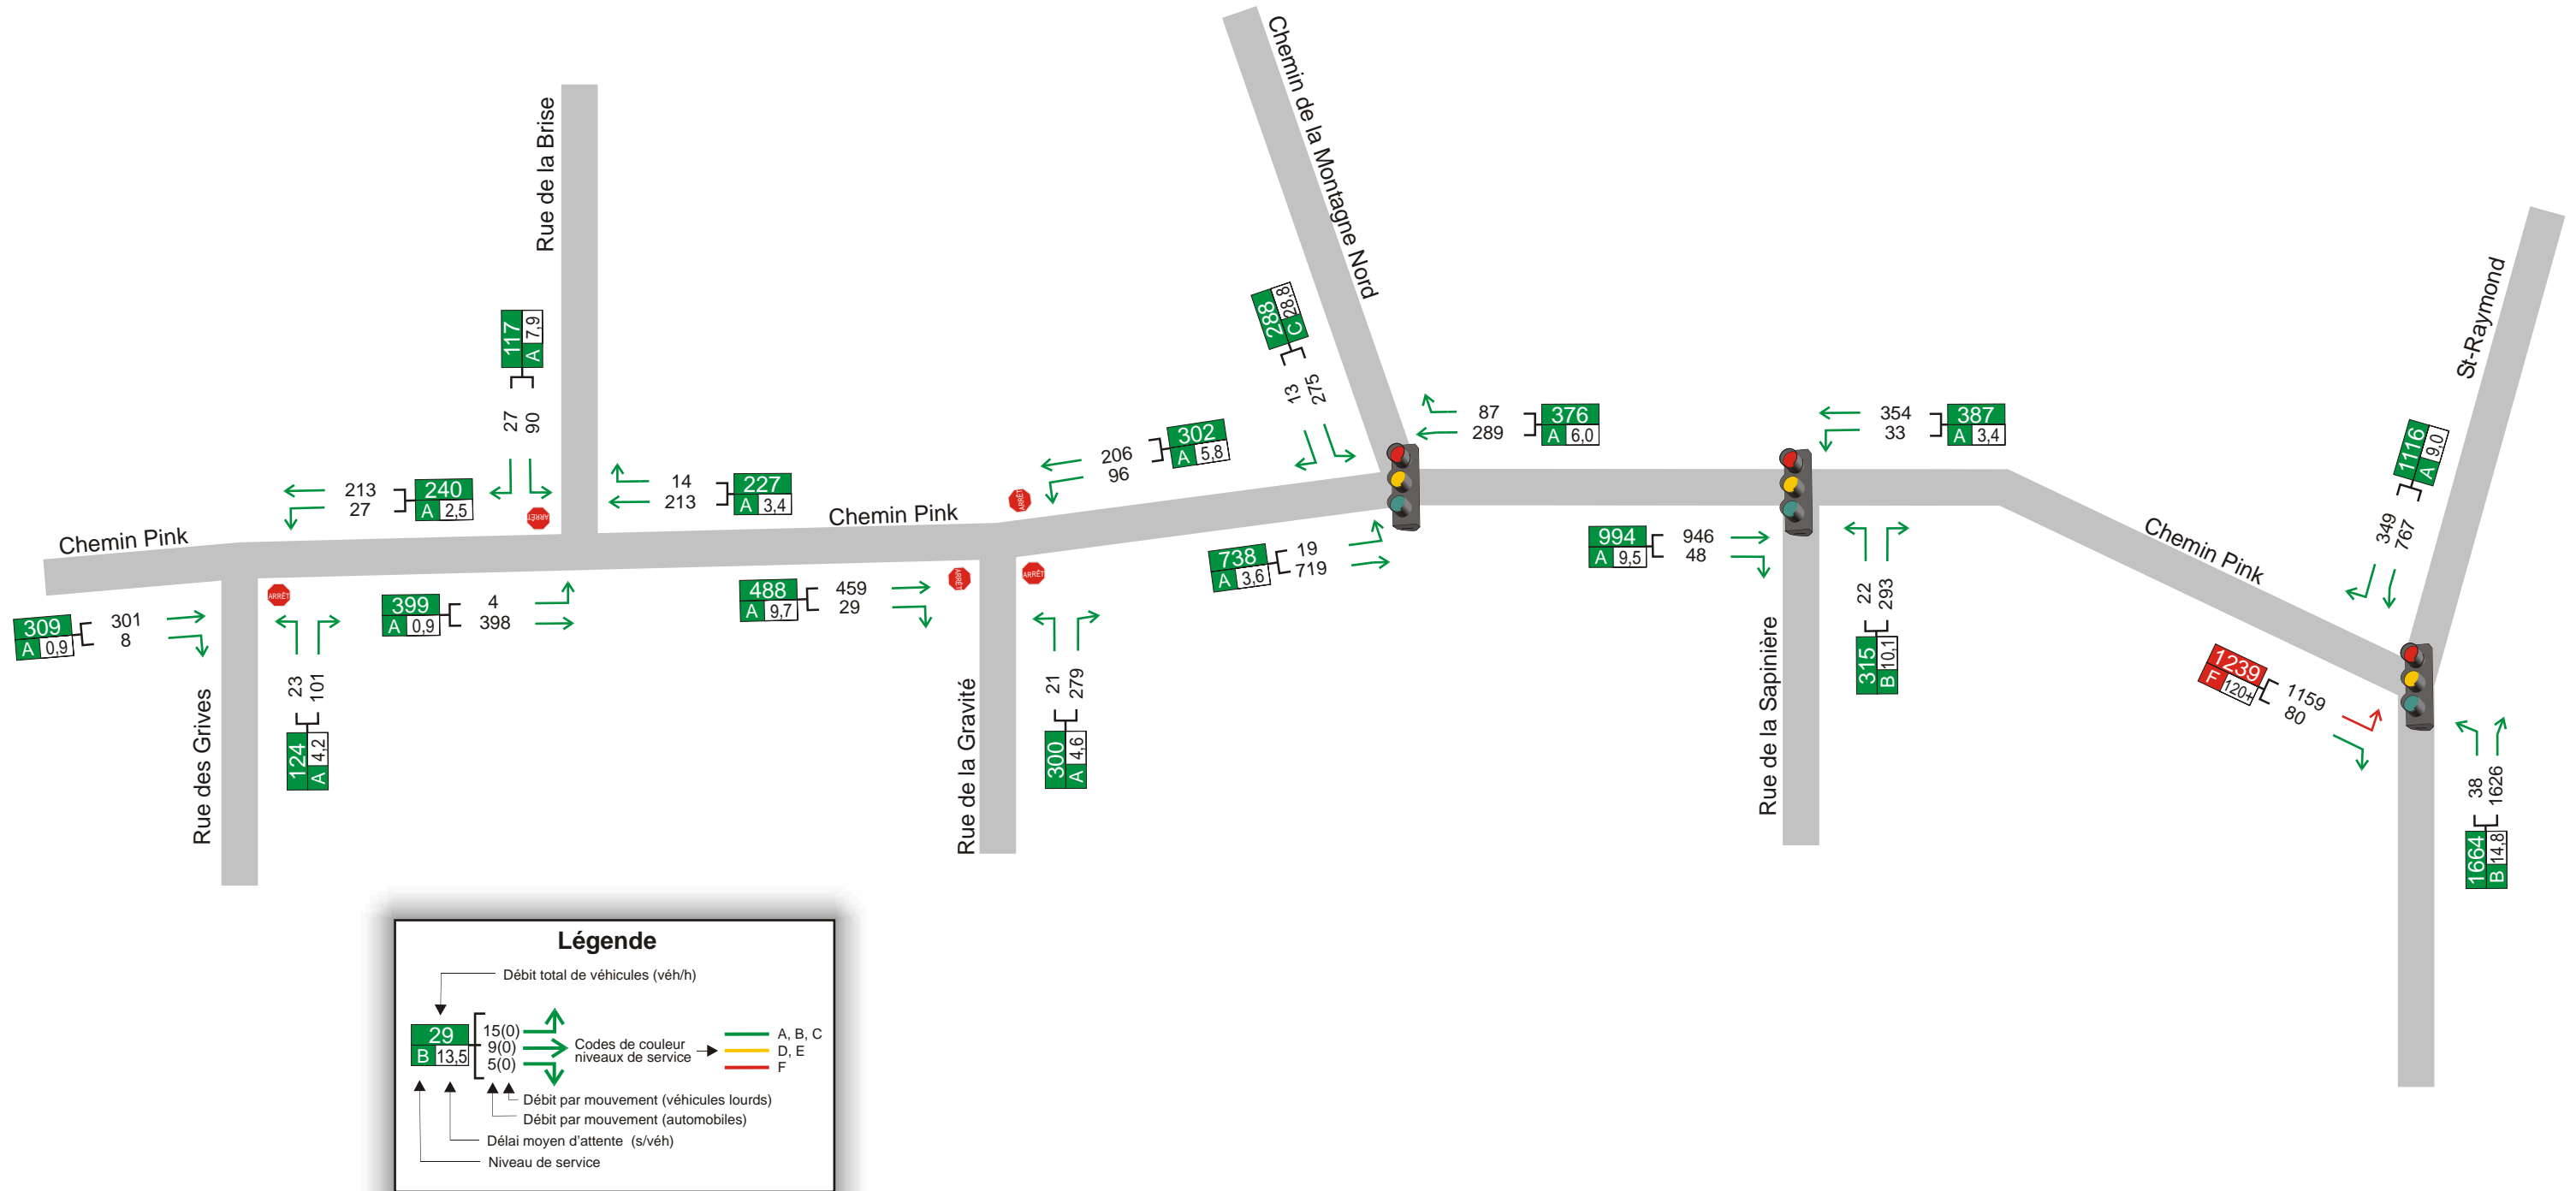 Chemin de la Montagne Nord
Rue de la Brise
St-Raymond
117
A 7,9
27
90
288
C 28,8
13
275
213
27
240
A 2,5
14
213
227
A 3,4
206
96
302
A 5,8
87
289
376
A 6,0
354
33
387
A 3,4
1116
A 9,0
349
767
Chemin Pink
Chemin Pink
Chemin Pink
ARRÊT
ARRÊT
ARRÊT
ARRÊT
ARRÊT
309
A 0,9
301
8
23
101
124
A 4,2
399
A 0,9
4
398
488
A 9,7
459
29
21
279
300
A 4,6
738
A 3,6
19
719
994
A 9,5
946
48
22
293
315
B 10,1
1239
F 120+
1159
80
38
1626
1664
B 14,8
Rue des Grives
Rue de la Gravité
Rue de la Sapinière
Légende
Débit total de véhicules (véh/h)
29
B 13,5
15(0)
9(0)
5(0)
Codes de couleur
niveaux de service
A, B, C
D, E
F
Débit par mouvement (véhicules lourds)
Débit par mouvement (automobiles)
Délai moyen d'attente (s/véh)
Niveau de service